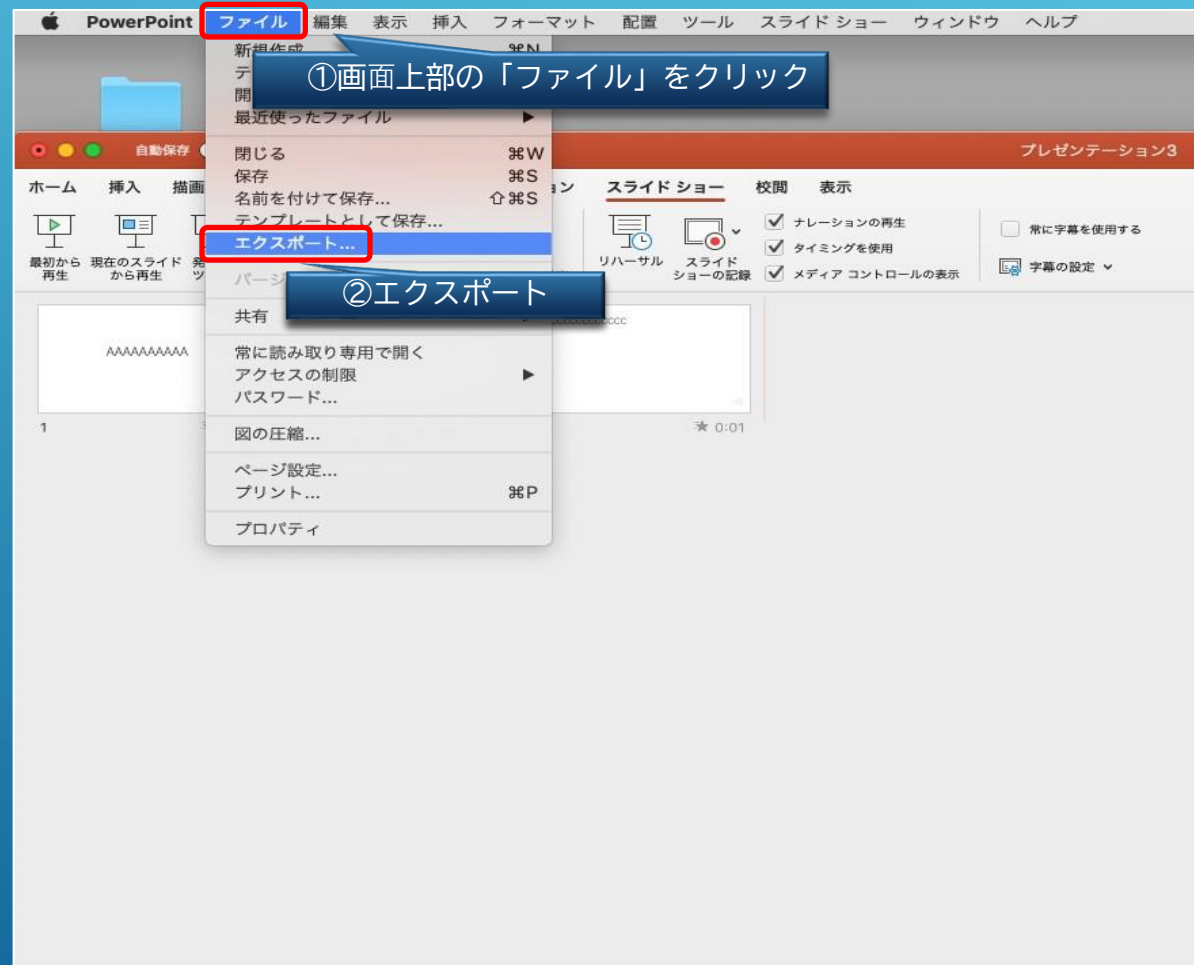 PowerPoint ファイル 編集 表示 挿入 フォーマット 配置 ツール スライド ショー ウィンドウ ヘルプ
新規作成 ⌘N
①画面上部の「ファイル」をクリック
最近使ったファイル ▶
自動保存 プレゼンテーション3
閉じる ⌘W
保存 ⌘S
名前を付けて保存... ⇧⌘S
テンプレートとして保存...
エクスポート...
ホーム 挿入 描画 スライド ショー 校閲 表示
最初から再生
現在のスライドから再生
リハーサル
スライド
ショーの記録
ナレーションの再生
タイミングを使用
メディア コントロールの表示
常に字幕を使用する
字幕の設定
②エクスポート
共有
常に読み取り専用で開く
アクセスの制限 ▶
パスワード...
図の圧縮...
ページ設定...
プリント... ⌘P
プロパティ
AAAAAAAAAA
1
0:01